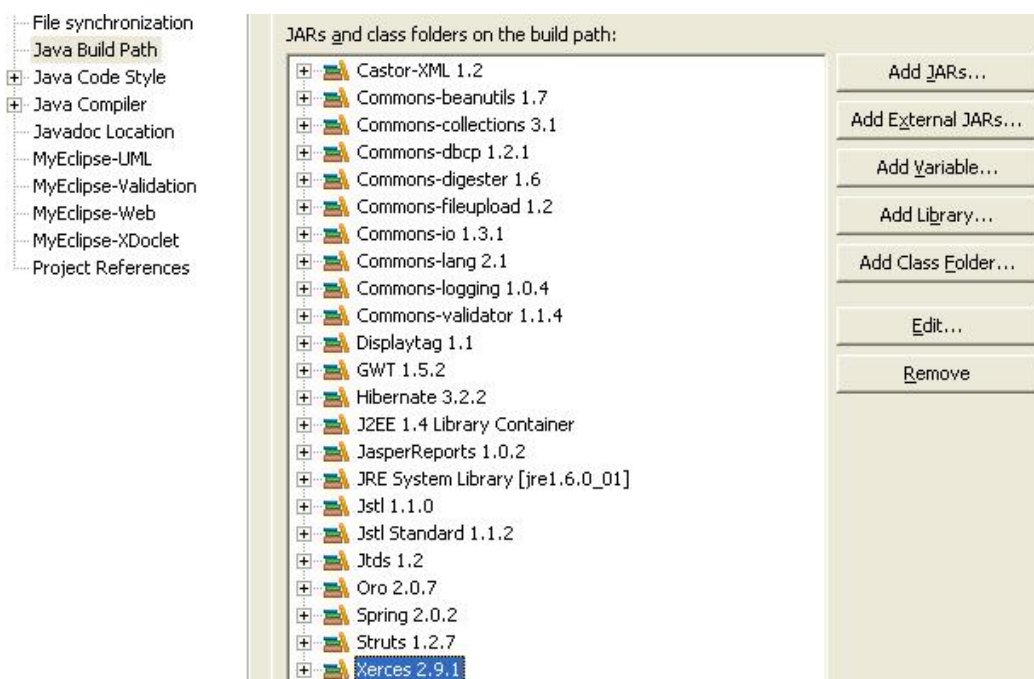 File synchronization
Java Build Path
Java Code Style
Java Compiler
Javadoc Location
MyEclipse-UML
MyEclipse-Validation
MyEclipse-Web
MyEclipse-XDoclet
Project References
JARs and class folders on the build path:
Castor-XML 1.2
Commons-beanutils 1.7
Commons-collections 3.1
Commons-dbcp 1.2.1
Commons-digester 1.6
Commons-fileupload 1.2
Commons-io 1.3.1
Commons-lang 2.1
Commons-logging 1.0.4
Commons-validator 1.1.4
Displaytag 1.1
GWT 1.5.2
Hibernate 3.2.2
J2EE 1.4 Library Container
JasperReports 1.0.2
JRE System Library [jre1.6.0_01]
Jstl 1.1.0
Jstl Standard 1.1.2
Jtds 1.2
Oro 2.0.7
Spring 2.0.2
Struts 1.2.7
Xerces 2.9.1
Add JARs...
Add External JARs...
Add Variable...
Add Library...
Add Class Folder...
Edit...
Remove